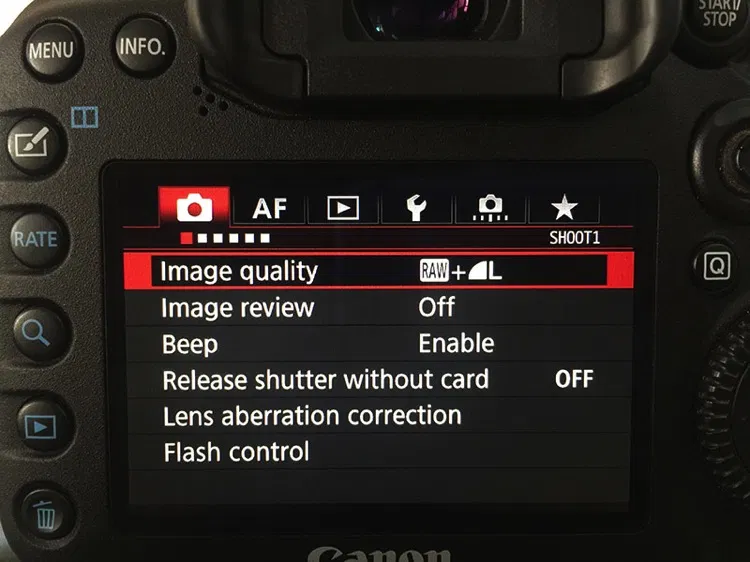 START/
STOP
MENU
INFO.
RATE
AF
SHOOT1
Q
Image quality RAW+L
Image review Off
Beep Enable
Release shutter without card OFF
Lens aberration correction
Flash control
Canon